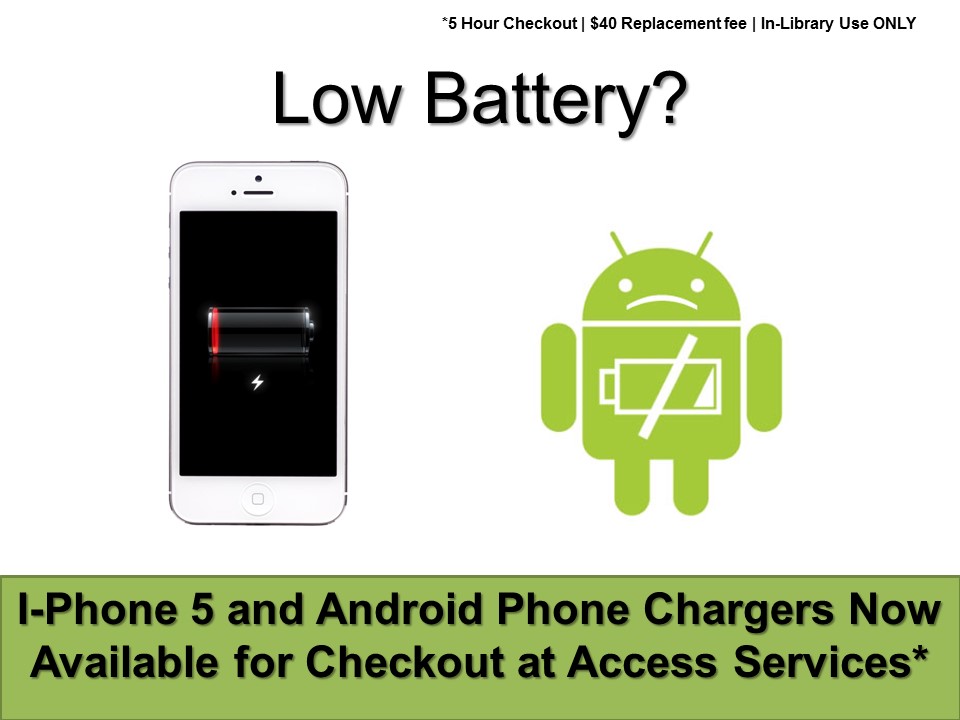 *5 Hour Checkout | $40 Replacement fee | In-Library Use ONLY
Low Battery?
I-Phone 5 and Android Phone Chargers Now
Available for Checkout at Access Services*